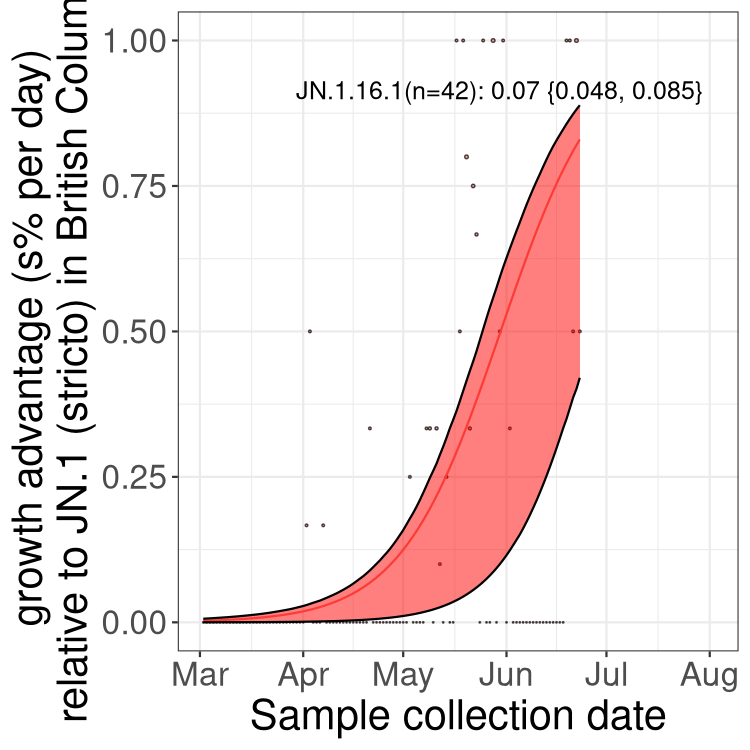 growth advantage (s% per day)
relative to JN.1 (stricto) in British Colum
1.00
0.75
0.50
0.25
0.00
JN.1.16.1(n=42): 0.07 {0.048, 0.085}
Mar Apr May Jun Jul Aug
Sample collection date